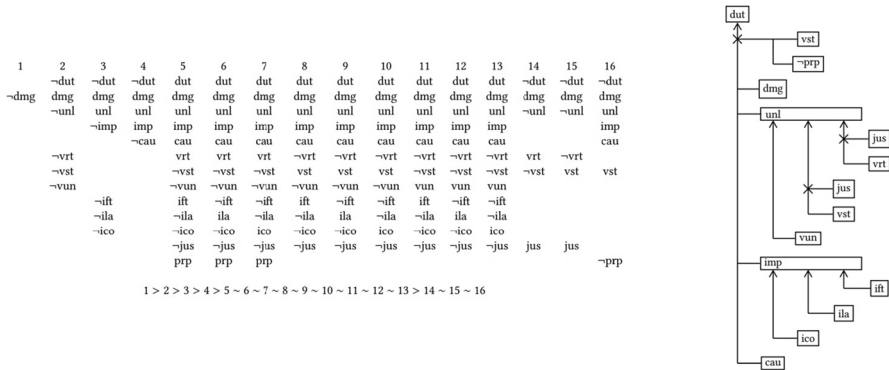 1 2 3 4 5 6 7 8 9 10 11 12 13 14 15 16
¬dut ¬dut ¬dut dut dut dut dut dut dut dut dut dut ¬dut ¬dut ¬dut
¬dmg dmg dmg dmg dmg dmg dmg dmg dmg dmg dmg dmg dmg dmg dmg dmg
¬unl unl unl unl unl unl unl unl unl unl unl unl ¬unl ¬unl unl
¬imp imp imp imp imp imp imp imp imp imp imp imp
¬cau cau cau cau cau cau cau cau cau cau cau
¬vrt vrt vrt vrt ¬vrt ¬vrt ¬vrt ¬vrt ¬vrt ¬vrt vrt ¬vrt
¬vst ¬vst ¬vst ¬vst vst vst vst vst vst vst ¬vst vst vst
¬vun ¬vun ¬vun ¬vun ¬vun ¬vun ¬vun vun vun vun
¬ift ift ¬ift ¬ift ift ¬ift ¬ift ift ¬ift ¬ift
¬ila ¬ila ila ¬ila ¬ila ila ¬ila ¬ila ila ¬ila
¬ico ¬ico ¬ico ico ¬ico ¬ico ico ¬ico ¬ico ico
¬jus ¬jus ¬jus ¬jus ¬jus ¬jus ¬jus ¬jus ¬jus jus jus
prp prp prp ¬prp
1 > 2 > 3 > 4 > 5 ~ 6 ~ 7 ~ 8 ~ 9 ~ 10 ~ 11 ~ 12 ~ 13 > 14 ~ 15 ~ 16
dut
vst
¬prp
dmg
unl
jus
vrt
jus
vst
vun
imp
ift
ila
ico
cau